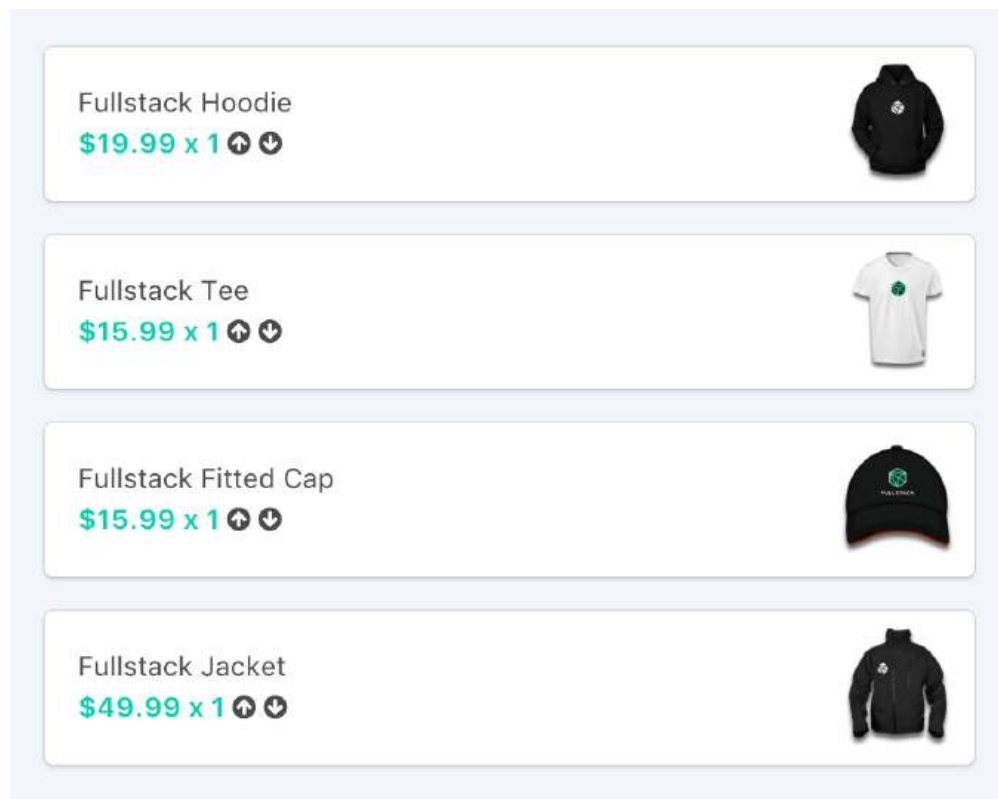 Fullstack Hoodie
$19.99 x 1
Fullstack Tee
$15.99 x 1
Fullstack Fitted Cap
$15.99 x 1
FULLSTACK
Fullstack Jacket
$49.99 x 1